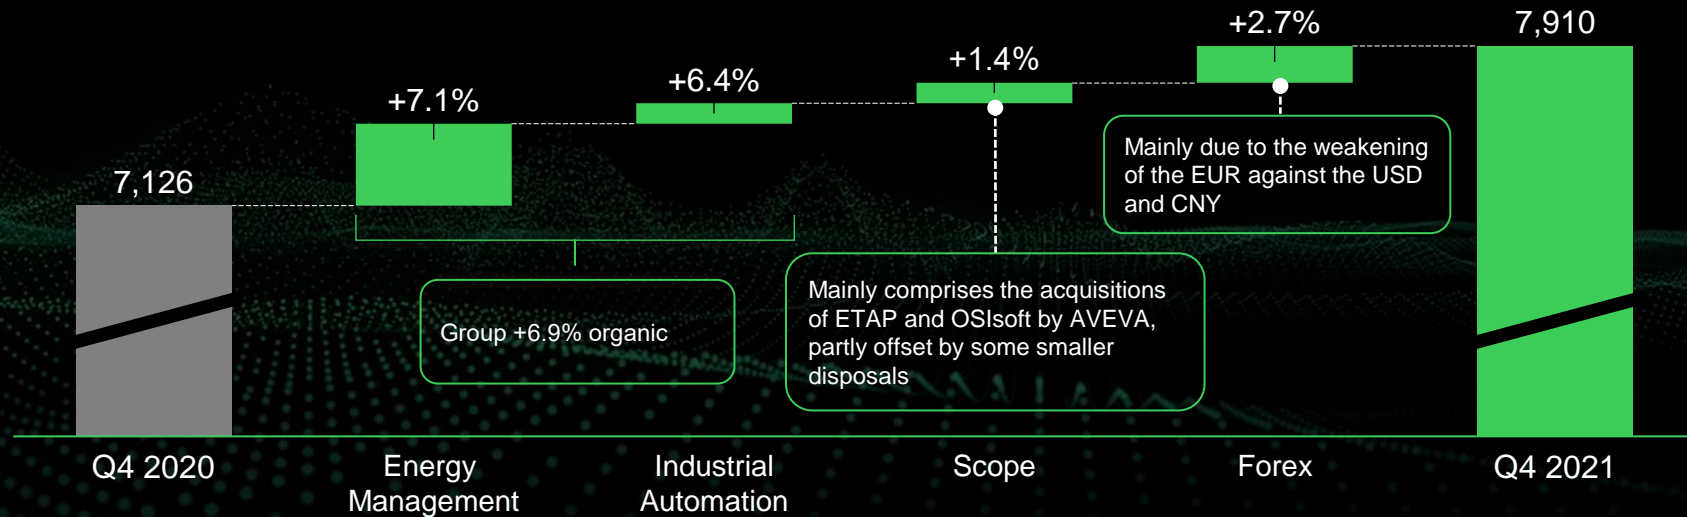 7,126
+7.1%
+6.4%
+1.4%
+2.7%
7,910
Group +6.9% organic
Mainly comprises the acquisitions
of ETAP and OSIsoft by AVEVA,
partly offset by some smaller
disposals
Mainly due to the weakening
of the EUR against the USD
and CNY
Q4 2020
Energy
Management
Industrial
Automation
Scope
Forex
Q4 2021